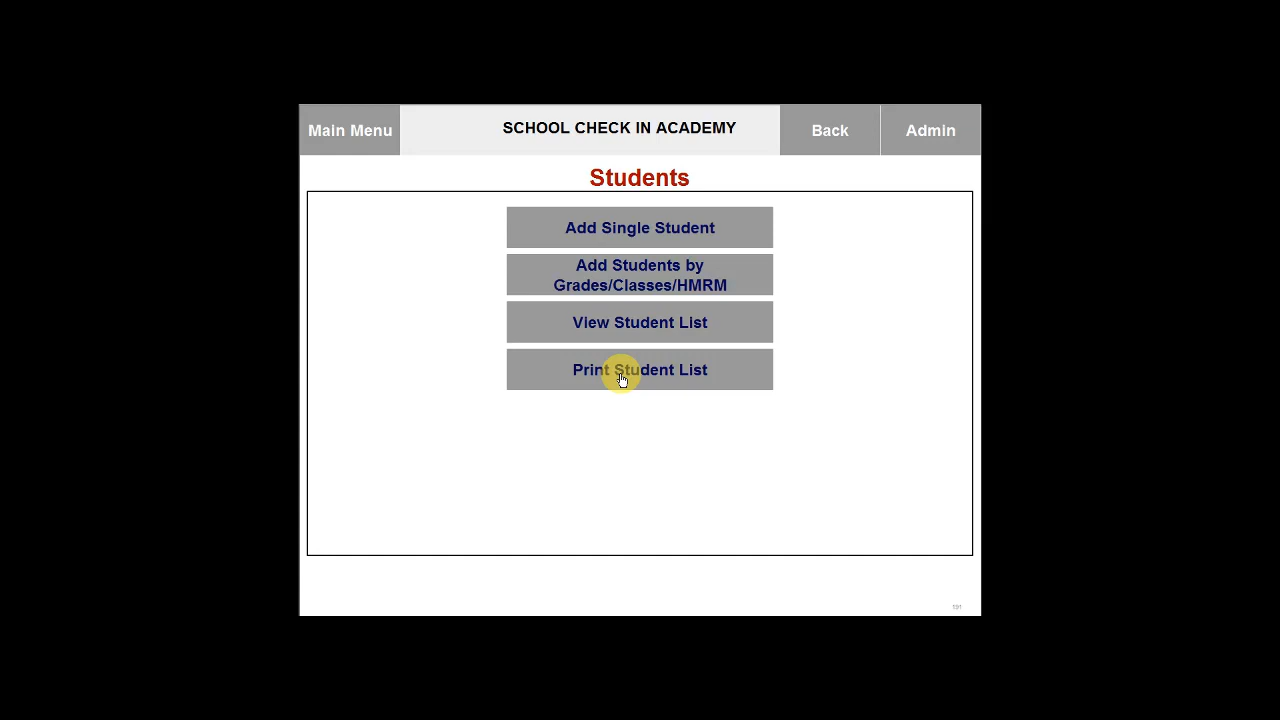 Main Menu
SCHOOL CHECK IN ACADEMY
Back
Admin
Students
Add Single Student
Add Students by
Grades/Classes/HMRM
View Student List
Print Student List
191